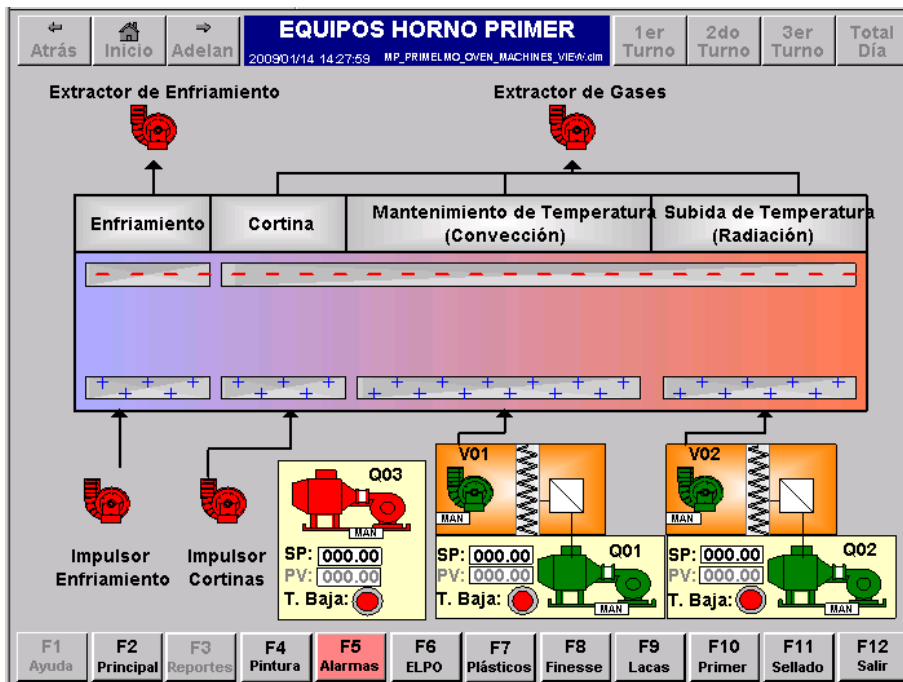 Atrás
Inicio
Adelan
EQUIPOS HORNO PRIMER
2009/01/14 14:27:59 MP_PRIMELMO_OVEN_MACHINES_VIEW.clm
1er
Turno
2do
Turno
3er
Turno
Total
Día
Extractor de Enfriamiento
Extractor de Gases
Enfriamiento
Cortina
Mantenimiento de Temperatura
(Convección)
Subida de Temperatura
(Radiación)
Impulsor
Enfriamiento
Impulsor
Cortinas
Q03
MAN
SP: 000.00
PV: 000.00
T. Baja:
V01
MAN
Q01
SP: 000.00
PV: 000.00
T. Baja:
MAN
V02
MAN
Q02
SP: 000.00
PV: 000.00
T. Baja:
MAN
F1
Ayuda
F2
Principal
F3
Reportes
F4
Pintura
F5
Alarmas
F6
ELPO
F7
Plásticos
F8
Finesse
F9
Lacas
F10
Primer
F11
Sellado
F12
Salir